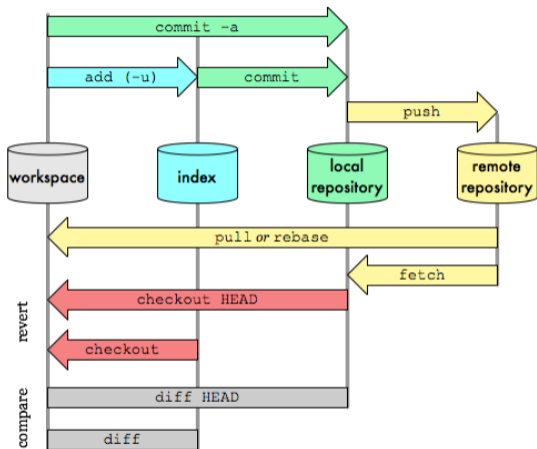 commit -a
add (-u)
commit
push
workspace
index
local
repository
remote
repository
pull or rebase
fetch
revert
checkout HEAD
checkout
compare
diff HEAD
diff